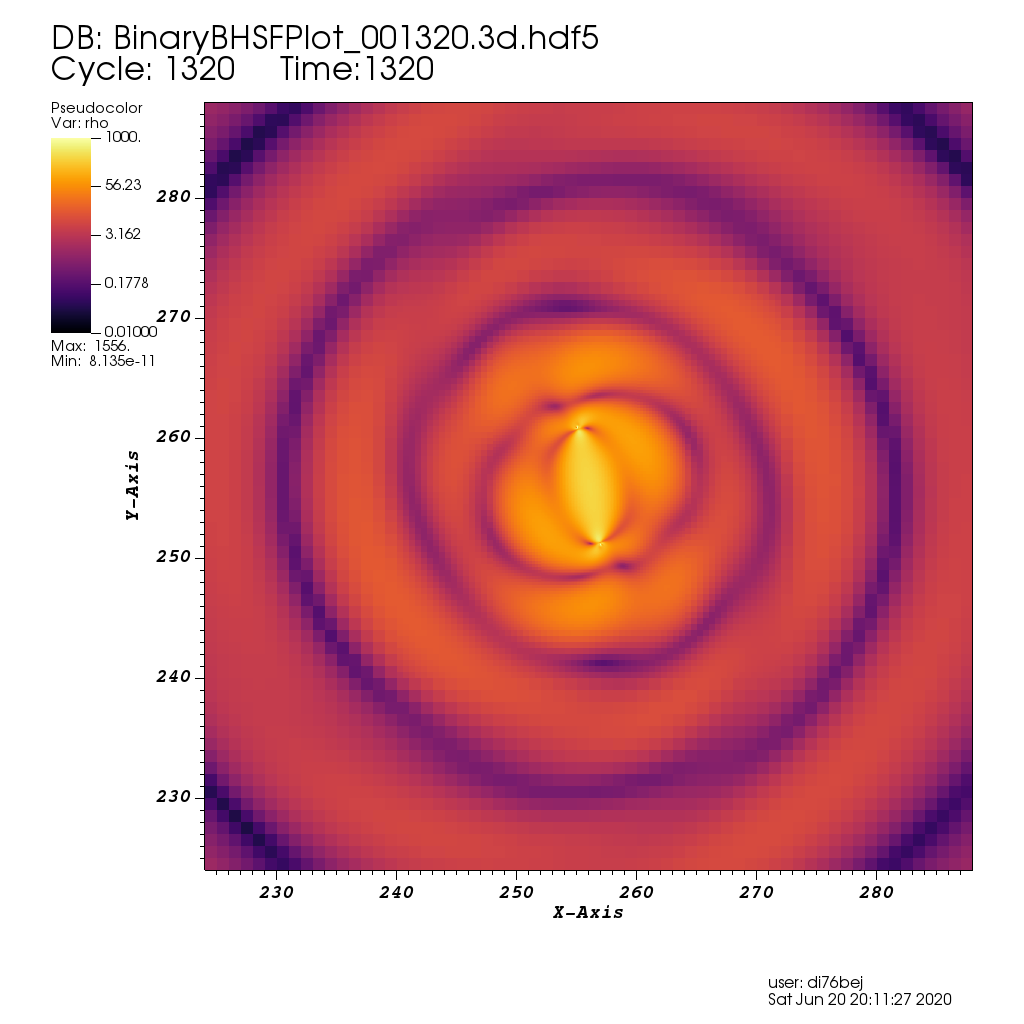 DB: BinaryBHSFPlot_001320.3d.hdf5
Cycle: 1320 Time:1320
Pseudocolor
Var: rho
1000.
56.23
3.162
0.1778
0.01000
Max: 1556.
Min: 8.135e-11
280
270
260
250
240
230
Y-Axis
230 240 250 260 270 280
X-Axis
user: di76bej
Sat Jun 20 20:11:27 2020